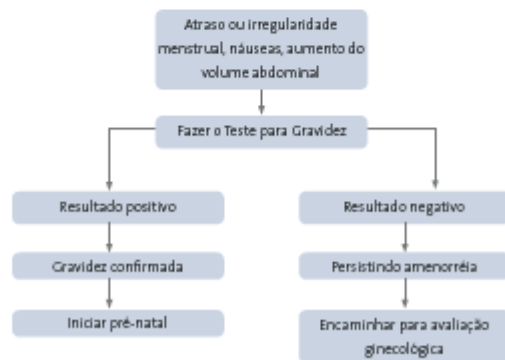 Atraso ou irregularidade
menstrual, náuseas, aumento do
volume abdominal
Fazer o Teste para Gravidez
Resultado positivo
Resultado negativo
Gravidez confirmada
Persistindo amenorréia
Iniciar pré-natal
Encaminhar para avaliação
ginecológica